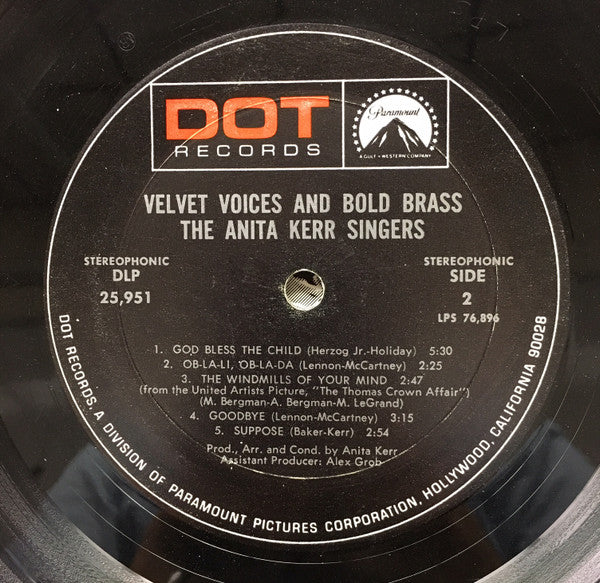 DOT
RECORDS
Paramount
A GULF + WESTERN COMPANY
VELVET VOICES AND BOLD BRASS
THE ANITA KERR SINGERS
STEREOPHONIC
DLP
25,951
STEREOPHONIC
SIDE
2
LPS 76,896
1. GOD BLESS THE CHILD (Herzog Jr.-Holiday) 5:30
2. OB-LA-LI, OB-LA-DA (Lennon-McCartney) 2:25
3. THE WINDMILLS OF YOUR MIND 2:47
(from the United Artists Picture, "The Thomas Crown Affair")
(M. Bergman-A. Bergman-M. LeGrand)
4. GOODBYE (Lennon-McCartney) 3:15
5. SUPPOSE (Baker-Kerr) 2:54
Prod., Arr. and Cond. by Anita Kerr
Assistant Producer: Alex Grob
DOT RECORDS, A DIVISION OF PARAMOUNT PICTURES CORPORATION, HOLLYWOOD, CALIFORNIA 90028